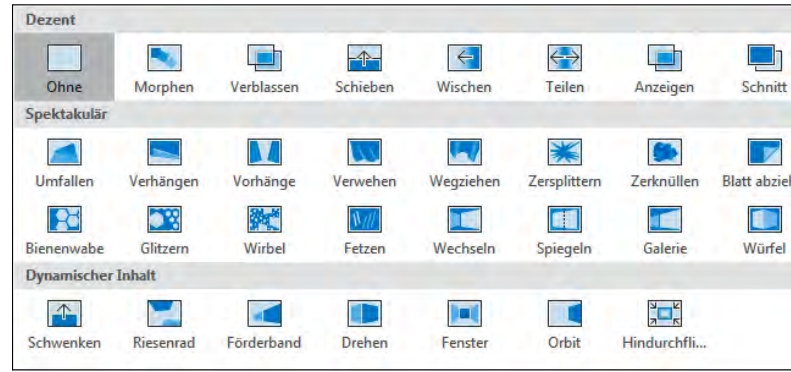 Dezent
Ohne Morphen Verblassen Schieben Wischen Teilen Anzeigen Schnitt
Spektakulär
Umfallen Verhängen Vorhänge Verwehen Wegziehen Zersplittern Zerknüllen Blatt abzieh
Bienenwabe Glitzern Wirbel Fetzen Wechseln Spiegeln Galerie Würfel
Dynamischer Inhalt
Schwenken Riesenrad Förderband Drehen Fenster Orbit Hindurchfli...